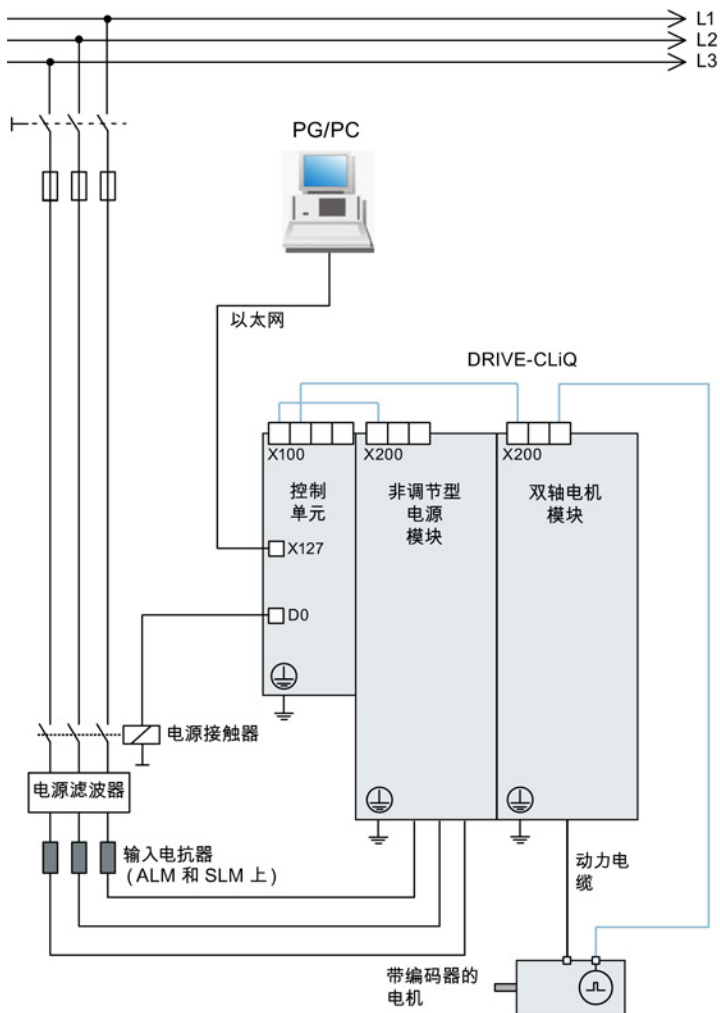 L1
L2
L3
PG/PC
以太网
DRIVE-CLiQ
X100
X200
X200
控制
单元
非调节型
电源
模块
双轴电机
模块
X127
D0
电源接触器
电源滤波器
输入电抗器
(ALM 和 SLM 上)
动力电
缆
带编码器的
电机